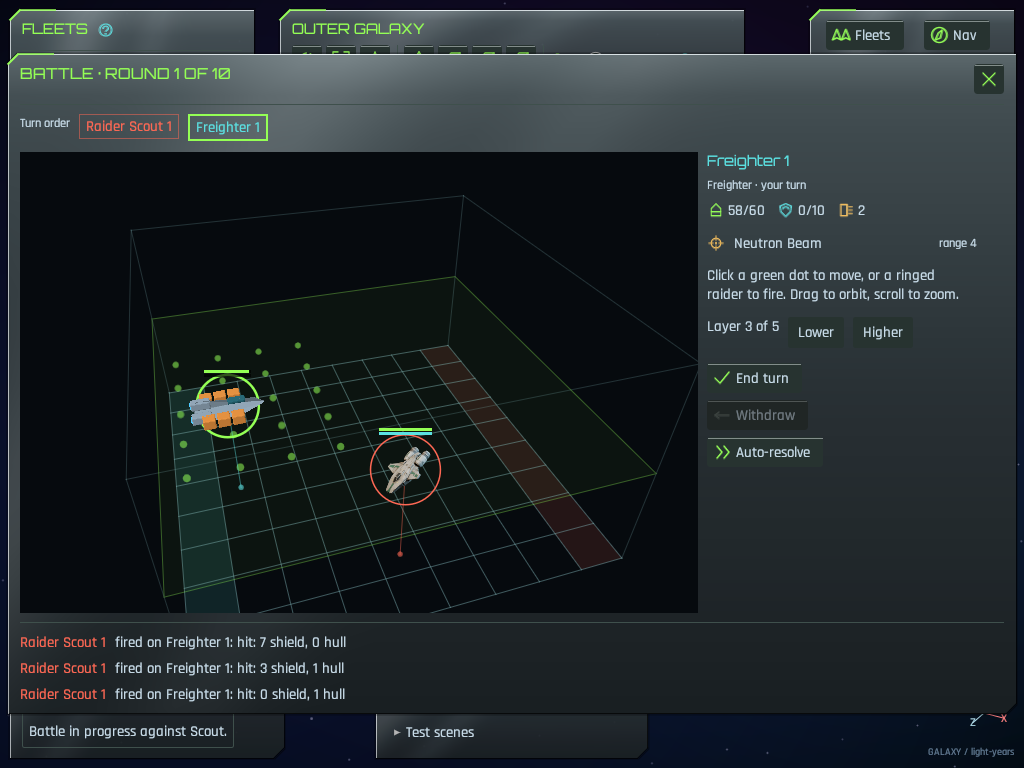 FLEETS
OUTER GALAXY
Fleets
Nav
BATTLE · ROUND 1 OF 10
Turn order
Raider Scout 1
Freighter 1
Freighter 1
Freighter · your turn
58/60
0/10
2
Neutron Beam
range 4
Click a green dot to move, or a ringed
raider to fire. Drag to orbit, scroll to zoom.
Layer 3 of 5
Lower
Higher
End turn
Withdraw
Auto-resolve
Raider Scout 1 fired on Freighter 1: hit: 7 shield, 0 hull
Raider Scout 1 fired on Freighter 1: hit: 3 shield, 1 hull
Raider Scout 1 fired on Freighter 1: hit: 0 shield, 1 hull
Battle in progress against Scout.
Test scenes
Z
X
GALAXY / light-years